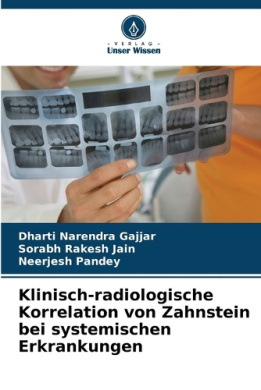 - VERLAG -
Unser Wissen
Dharti Narendra Gajjar
Sorabh Rakesh Jain
Neerjesh Pandey
Klinisch-radiologische
Korrelation von Zahnstein
bei systemischen
Erkrankungen